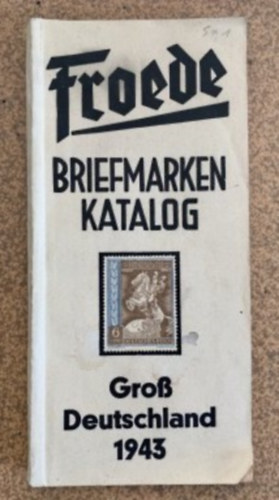 Froede
BRIEFMARKEN
KATALOG
Groß
Deutschland
1943